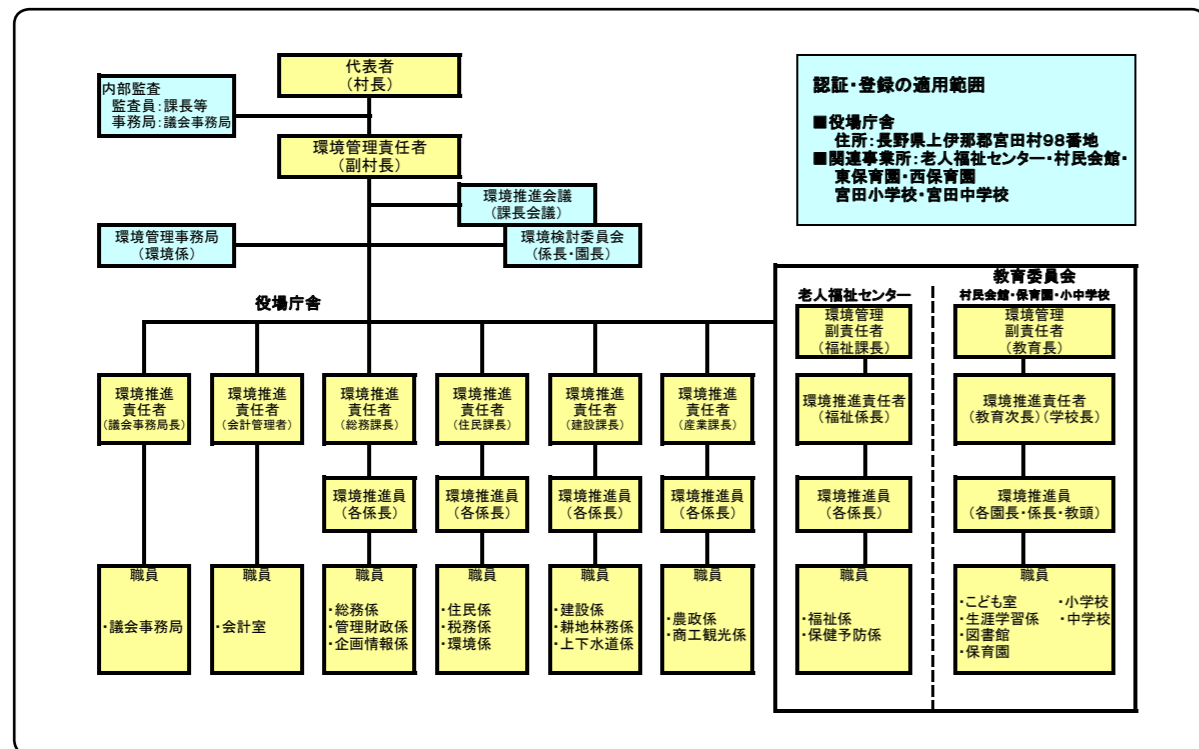 代表者
(村長)
内部監査
監査員:課長等
事務局:議会事務局
環境管理責任者
(副村長)
環境推進会議
(課長会議)
環境管理事務局
(環境係)
環境検討委員会
(係長・園長)
認証・登録の適用範囲
■役場庁舎
住所:長野県上伊那郡宮田村98番地
■関連事業所:老人福祉センター・村民会館・
東保育園・西保育園
宮田小学校・宮田中学校
役場庁舎
環境推進
責任者
(議会事務局長)
環境推進
責任者
(会計管理者)
環境推進
責任者
(総務課長)
環境推進
責任者
(住民課長)
環境推進
責任者
(建設課長)
環境推進
責任者
(産業課長)
環境推進員
(各係長)
環境推進員
(各係長)
環境推進員
(各係長)
環境推進員
(各係長)
職員
・議会事務局
職員
・会計室
職員
・総務係
・管理財政係
・企画情報係
職員
・住民係
・税務係
・環境係
職員
・建設係
・耕地林務係
・上下水道係
職員
・農政係
・商工観光係
老人福祉センター
環境管理
副責任者
(福祉課長)
環境推進責任者
(福祉係長)
環境推進員
(各係長)
職員
・福祉係
・保健予防係
教育委員会
村民会館・保育園・小中学校
環境管理
副責任者
(教育長)
環境推進責任者
(教育次長)(学校長)
環境推進員
(各園長・係長・教頭)
職員
・こども室 ・小学校
・生涯学習係 ・中学校
・図書館
・保育園